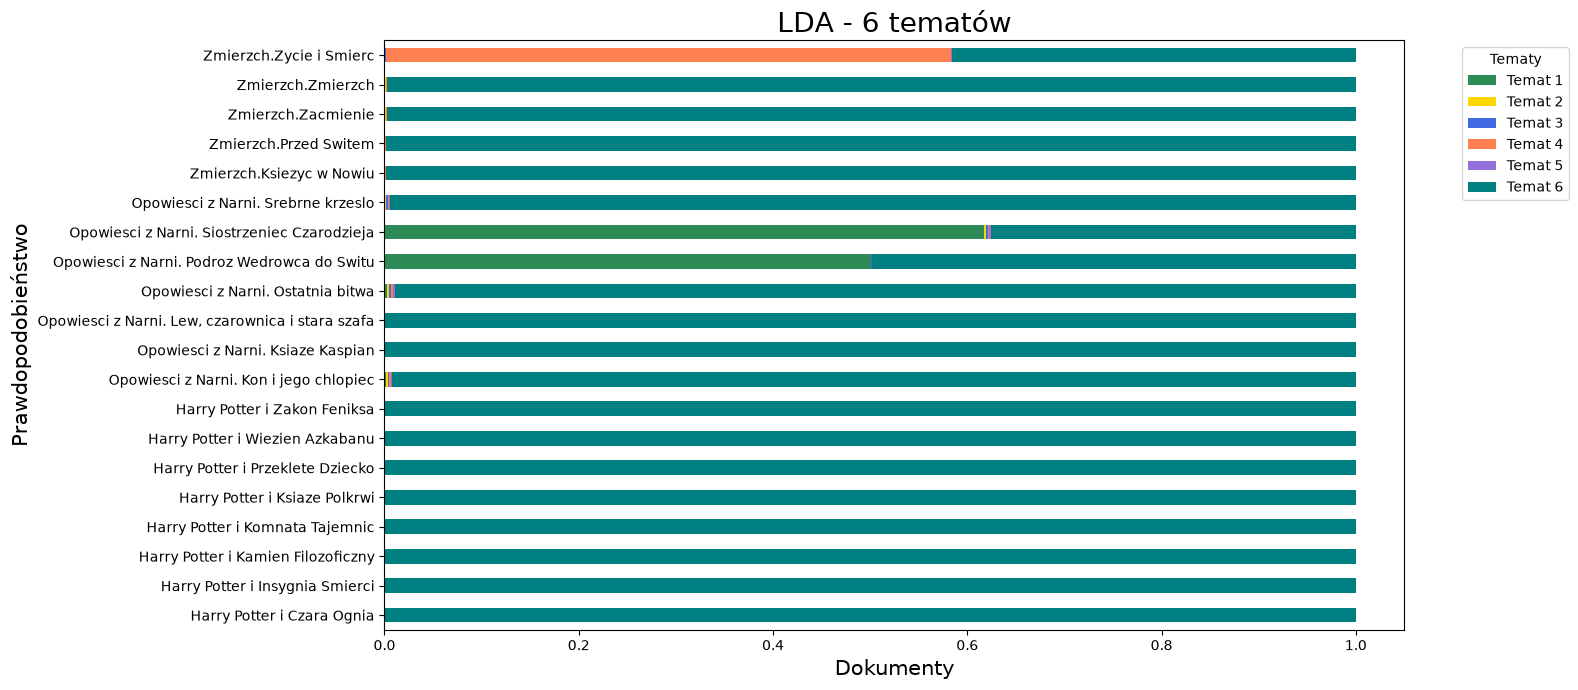 LDA - 6 tematów
Prawdopodobieństwo
Zmierzch.Zycie i Smierc
Zmierzch.Zmierzch
Zmierzch.Zacmienie
Zmierzch.Przed Switem
Zmierzch.Ksiezyc w Nowiu
Opowiesci z Narni. Srebrne krzeslo
Opowiesci z Narni. Siostrzeniec Czarodzieja
Opowiesci z Narni. Podroz Wedrowca do Switu
Opowiesci z Narni. Ostatnia bitwa
Opowiesci z Narni. Lew, czarownica i stara szafa
Opowiesci z Narni. Ksiaze Kaspian
Opowiesci z Narni. Kon i jego chlopiec
Harry Potter i Zakon Feniksa
Harry Potter i Wiezien Azkabanu
Harry Potter i Przeklete Dziecko
Harry Potter i Ksiaze Polkrwi
Harry Potter i Komnata Tajemnic
Harry Potter i Kamien Filozoficzny
Harry Potter i Insygnia Smierci
Harry Potter i Czara Ognia
0.0 0.2 0.4 0.6 0.8 1.0
Dokumenty
Tematy
Temat 1
Temat 2
Temat 3
Temat 4
Temat 5
Temat 6